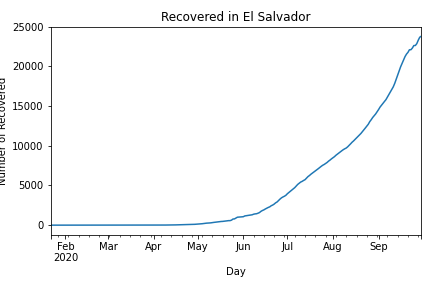 Recovered in El Salvador
25000
20000
15000
10000
5000
0
Number of Recovered
Feb Mar Apr May Jun Jul Aug Sep
2020
Day